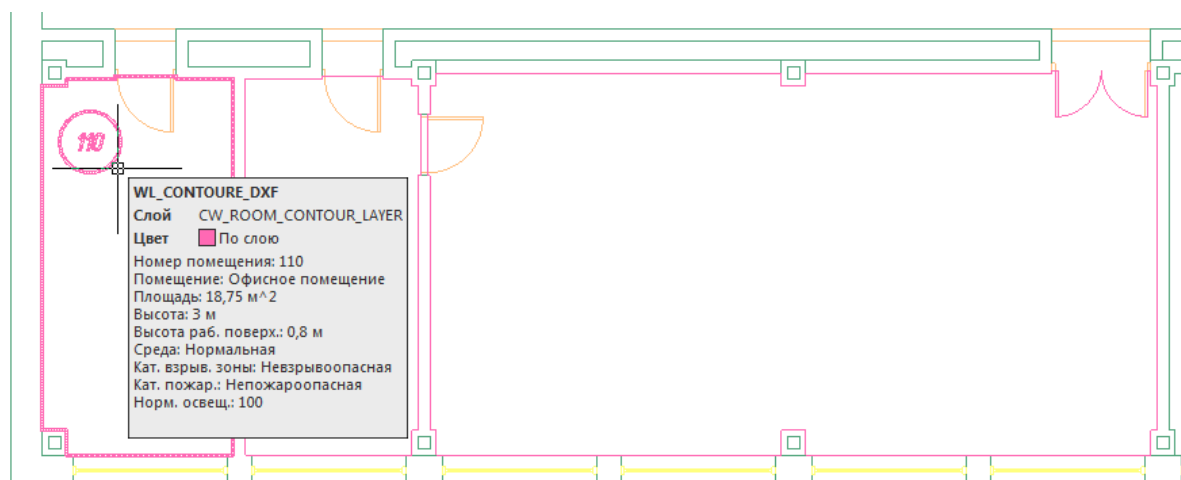 110
WL_CONTOURE_DXF
Слой CW_ROOM_CONTOUR_LAYER
Цвет По слою
Номер помещения: 110
Помещение: Офисное помещение
Площадь: 18,75 м^2
Высота: 3 м
Высота раб. поверх.: 0,8 м
Среда: Нормальная
Кат. взрыв. зоны: Невзрывоопасная
Кат. пожар.: Непожароопасная
Норм. освещ.: 100